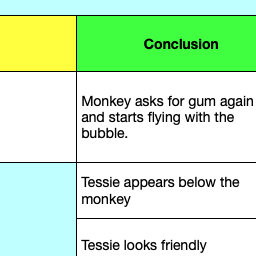 Conclusion
Monkey asks for gum again
and starts flying with the
bubble.
Tessie appears below the
monkey
Tessie looks friendly